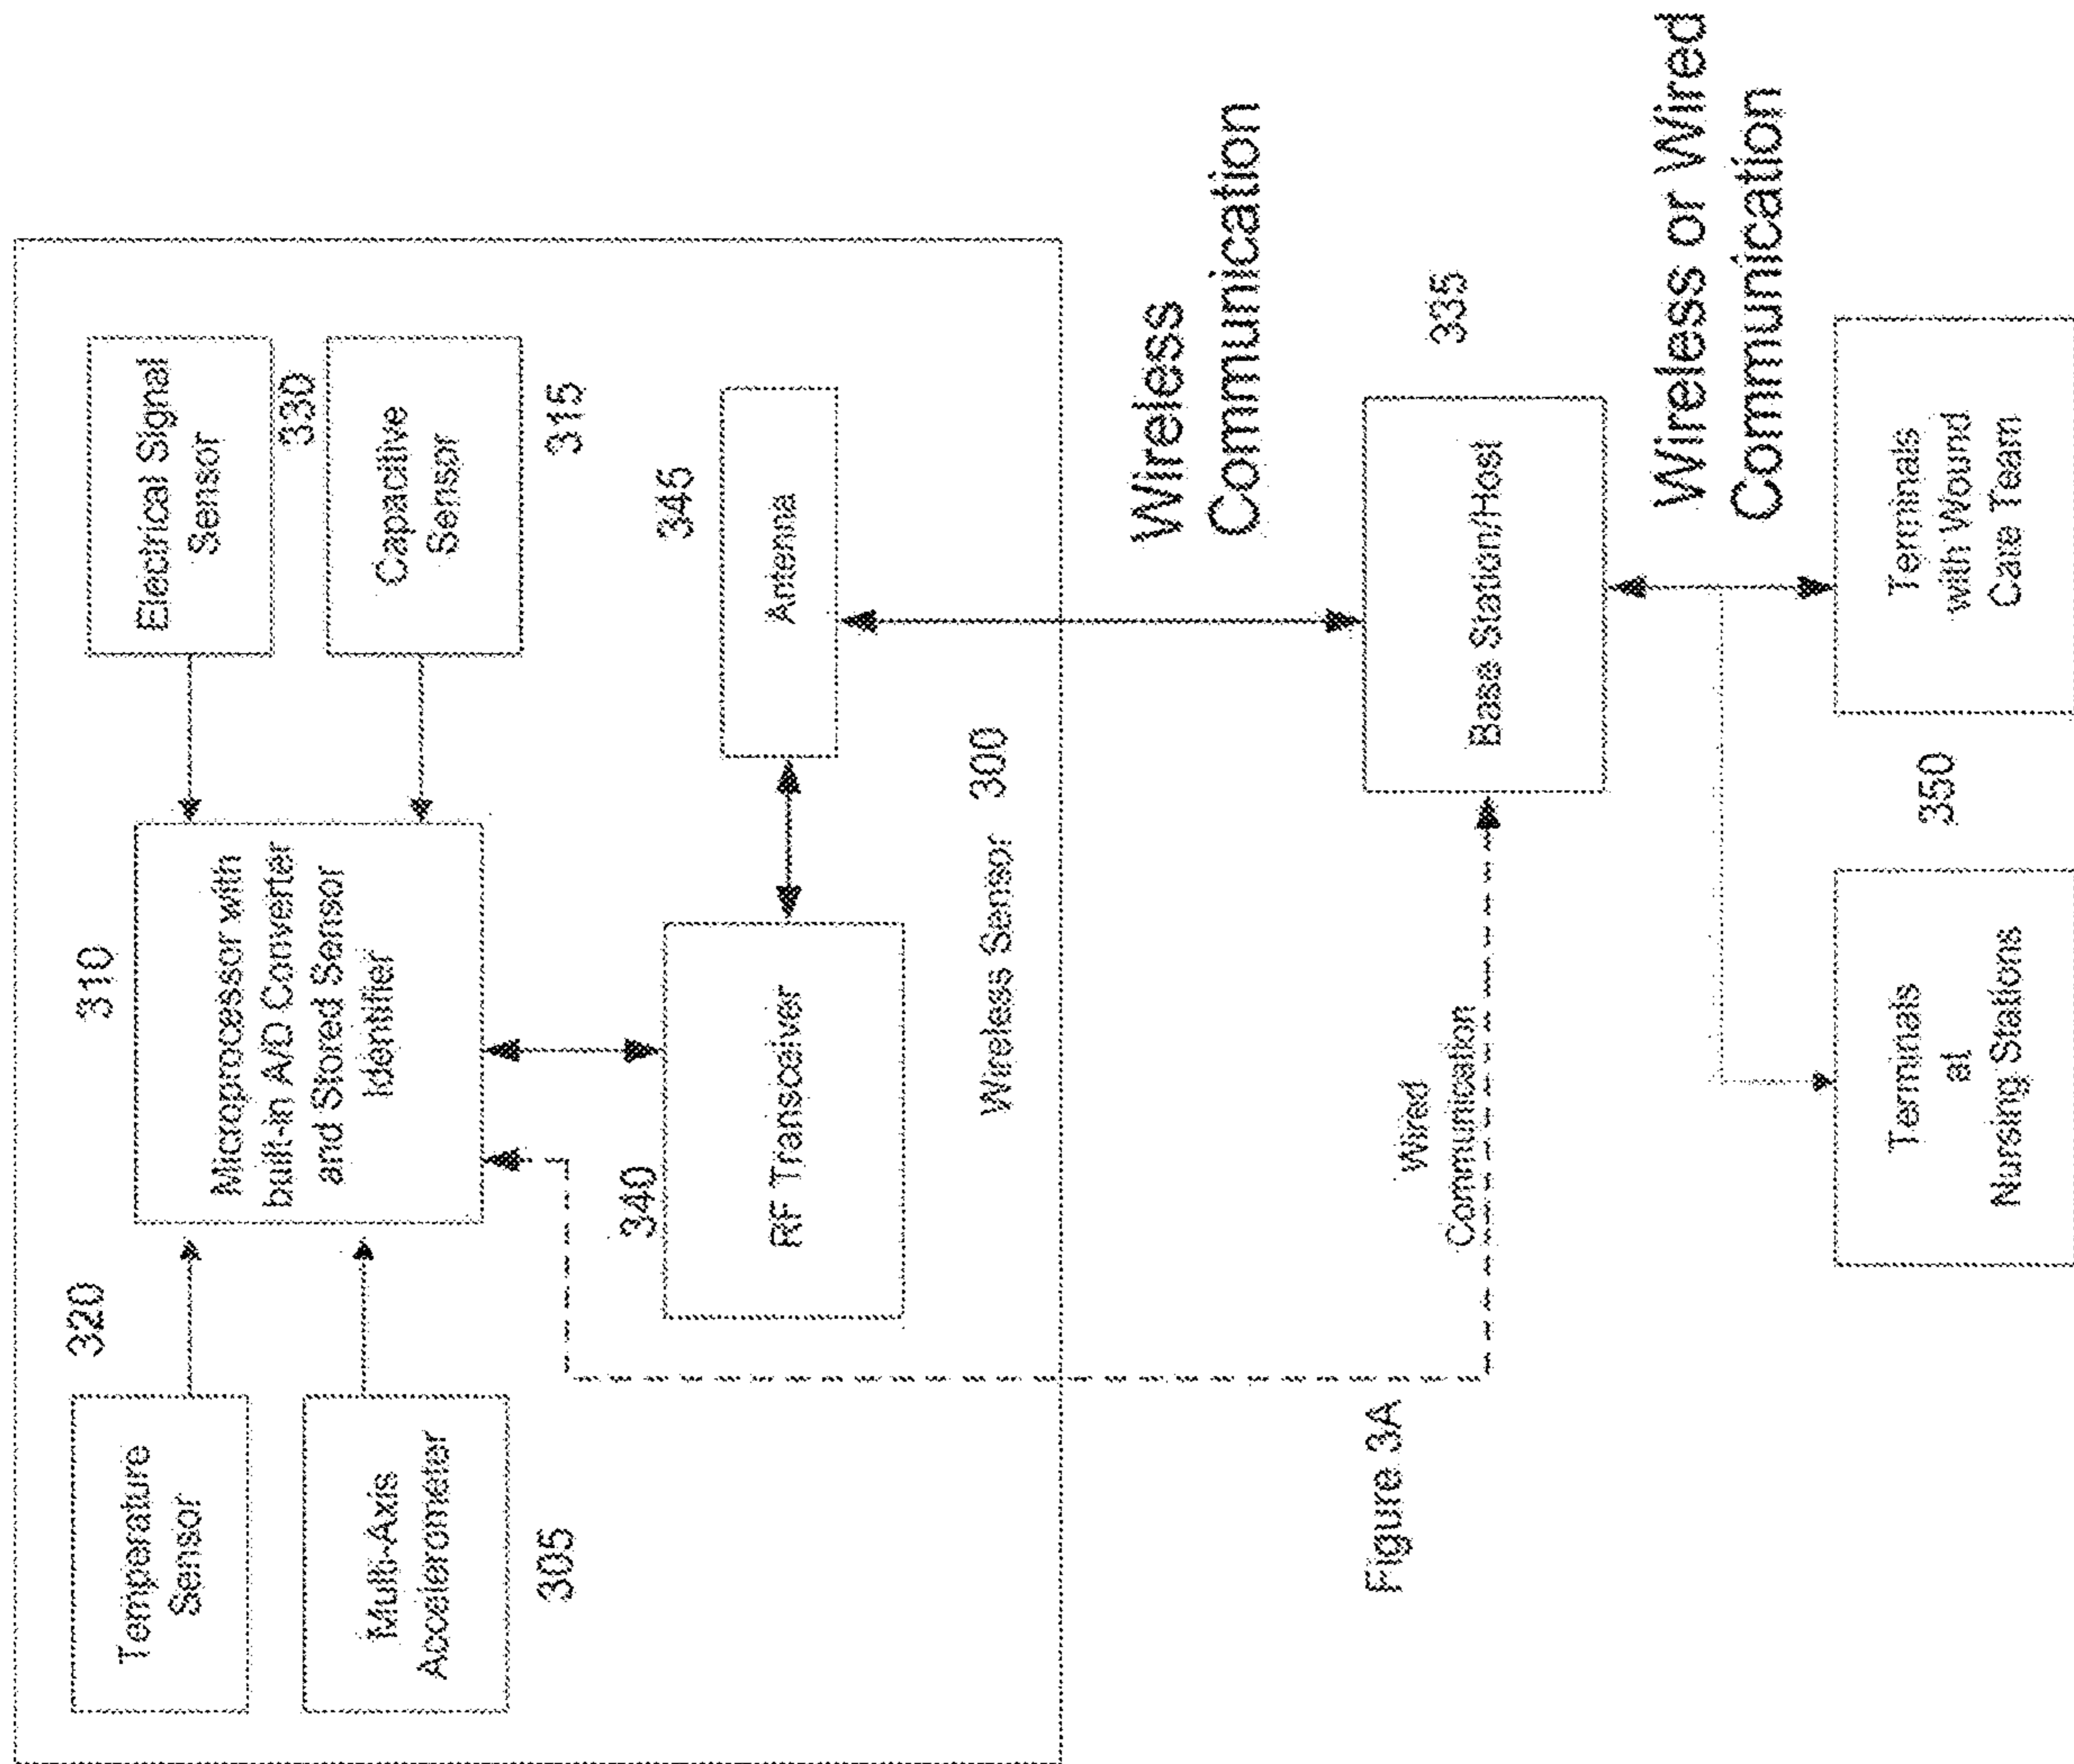 320
310
Temperature
Sensor
Microprocessor with
built-in A/D Converter
and Stored Sensor
Identifier
Electrical Signal
Sensor
330
Multi-Axis
Accelerometer
305
Capacitive
Sensor
315
340
RF Transceiver
345
Antenna
Wireless Sensor 300
Wireless
Communication
Figure 3A
Wired
Communication
Base Station/Host
335
Wireless or Wired
Communication
Terminals
at
Nursing Stations
350
Terminals
with Wound
Care Team